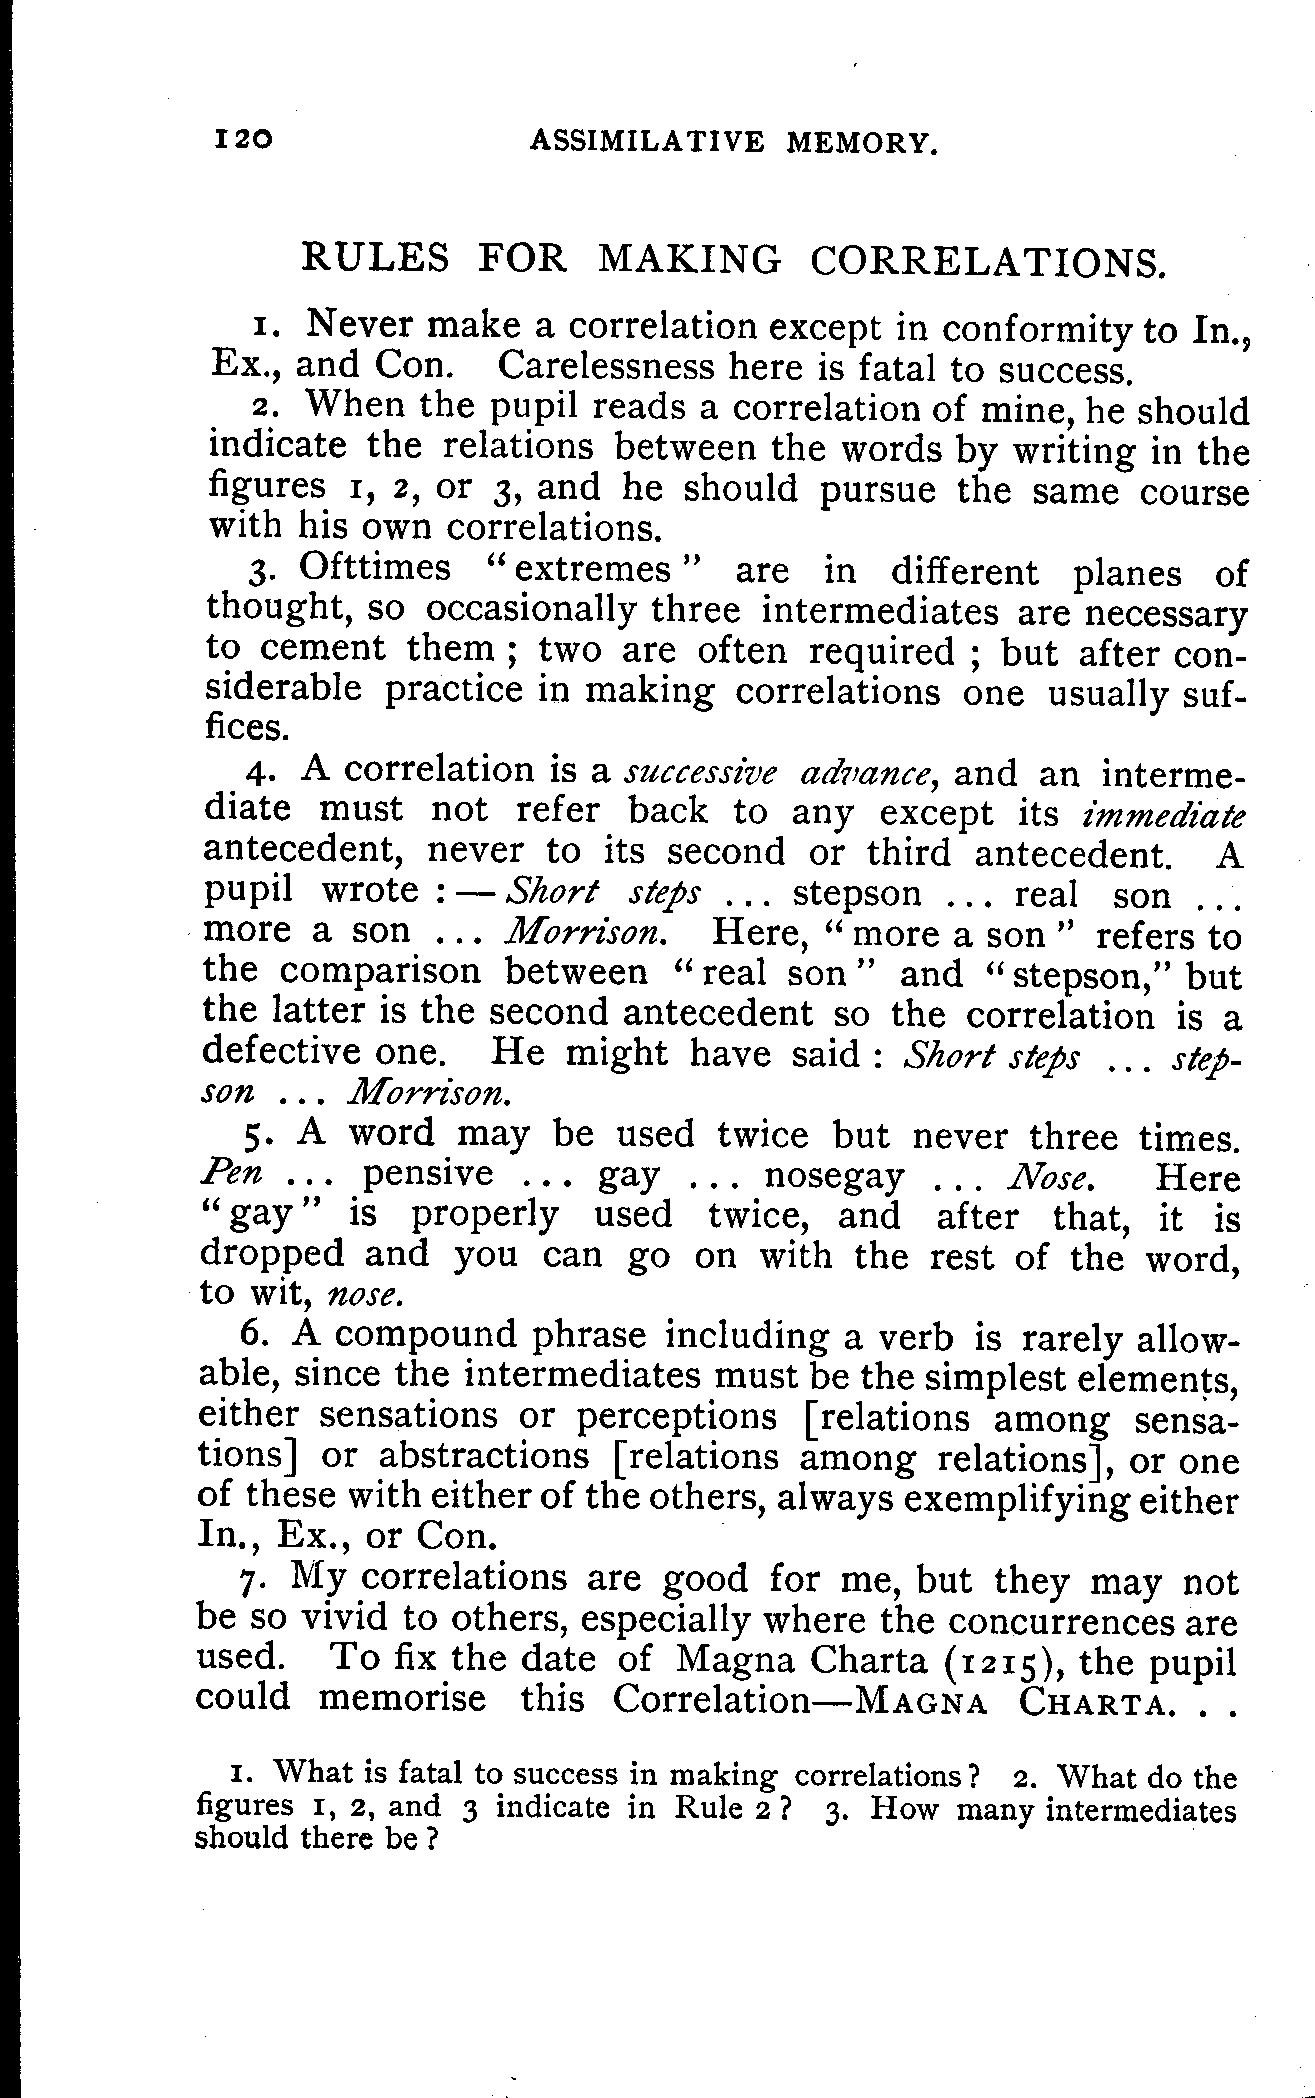 120 ASSIMILATIVE MEMORY.
RULES FOR MAKING CORRELATIONS.
1. Never make a correlation except in conformity to In.,
Ex., and Con. Carelessness here is fatal to success.
2. When the pupil reads a correlation of mine, he should
indicate the relations between the words by writing in the
figures 1, 2, or 3, and he should pursue the same course
with his own correlations.
3. Ofttimes "extremes" are in different planes of
thought, so occasionally three intermediates are necessary
to cement them ; two are often required ; but after con-
siderable practice in making correlations one usually suf-
fices.
4. A correlation is a successive advance, and an interme-
diate must not refer back to any except its immediate
antecedent, never to its second or third antecedent. A
pupil wrote :—Short steps ... stepson ... real son ...
more a son ... Morrison. Here, "more a son" refers to
the comparison between "real son" and "stepson," but
the latter is the second antecedent so the correlation is a
defective one. He might have said : Short steps ... step-
son ... Morrison.
5. A word may be used twice but never three times.
Pen ... pensive ... gay ... nosegay ... Nose. Here
"gay" is properly used twice, and after that, it is
dropped and you can go on with the rest of the word,
to wit, nose.
6. A compound phrase including a verb is rarely allow-
able, since the intermediates must be the simplest elements,
either sensations or perceptions [relations among sensa-
tions] or abstractions [relations among relations], or one
of these with either of the others, always exemplifying either
In., Ex., or Con.
7. My correlations are good for me, but they may not
be so vivid to others, especially where the concurrences are
used. To fix the date of Magna Charta (1215), the pupil
could memorise this Correlation—MAGNA CHARTA. . .
1. What is fatal to success in making correlations? 2. What do the
figures 1, 2, and 3 indicate in Rule 2? 3. How many intermediates
should there be?